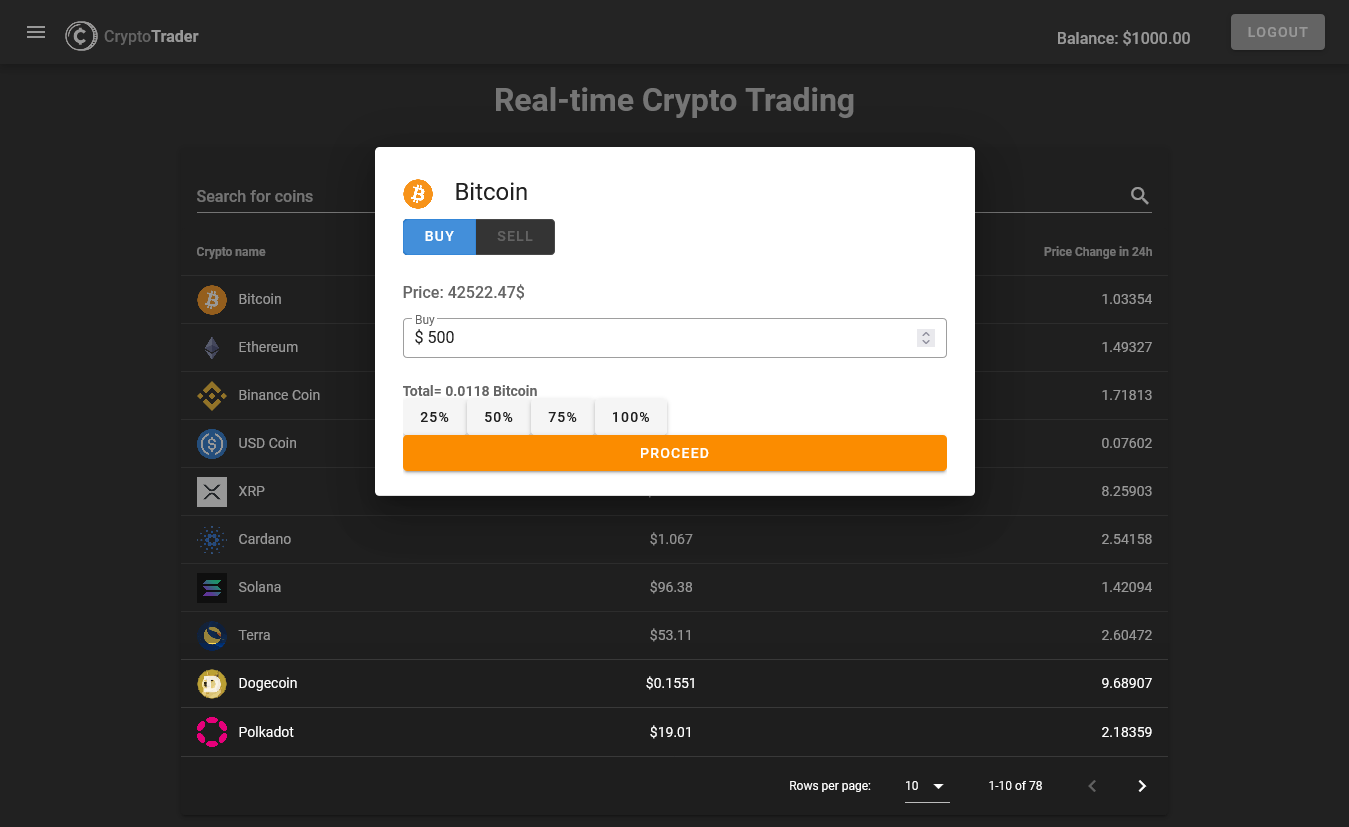 CryptoTrader
Balance: $1000.00
LOGOUT
Real-time Crypto Trading
Search for coins
Crypto name
Price Change in 24h
Bitcoin
1.03354
Ethereum
1.49327
Binance Coin
1.71813
USD Coin
0.07602
XRP
8.25903
Cardano
$1.067
2.54158
Solana
$96.38
1.42094
Terra
$53.11
2.60472
Dogecoin
$0.1551
9.68907
Polkadot
$19.01
2.18359
Rows per page:
10
1-10 of 78
Bitcoin
BUY
SELL
Price: 42522.47$
Buy
$ 500
Total= 0.0118 Bitcoin
25%
50%
75%
100%
PROCEED